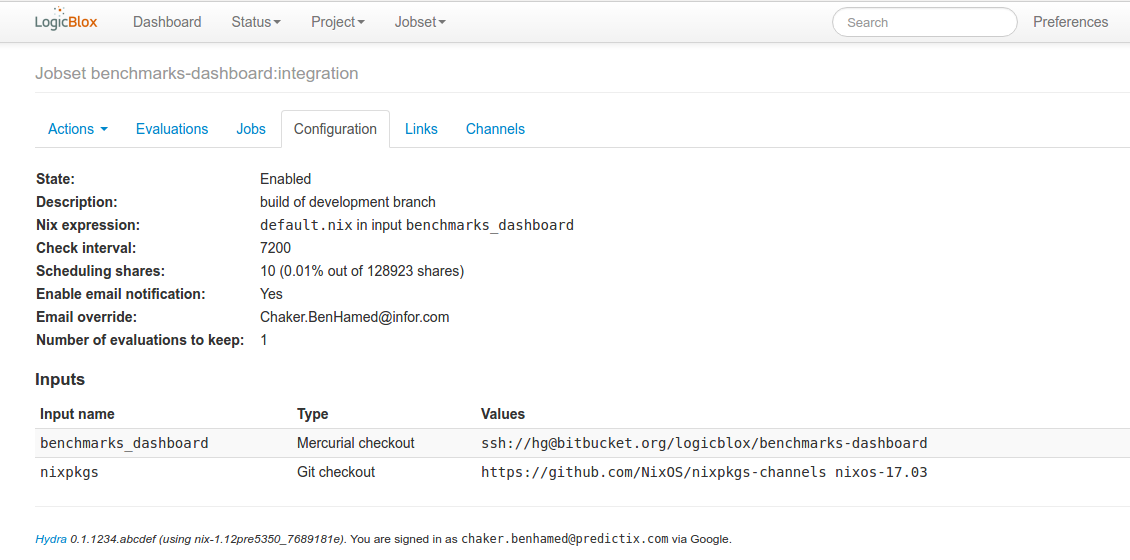 LogicBlox Dashboard Status Project Jobset Search Preferences
Jobset benchmarks-dashboard:integration
Actions Evaluations Jobs Configuration Links Channels
State: Enabled
Description: build of development branch
Nix expression: default.nix in input benchmarks_dashboard
Check interval: 7200
Scheduling shares: 10 (0.01% out of 128923 shares)
Enable email notification: Yes
Email override: Chaker.BenHamed@infor.com
Number of evaluations to keep: 1
Inputs
Input name Type Values
benchmarks_dashboard Mercurial checkout ssh://hg@bitbucket.org/logicblox/benchmarks-dashboard
nixpkgs Git checkout https://github.com/NixOS/nixpkgs-channels nixos-17.03
Hydra 0.1.1234.abcdef (using nix-1.12pre5350_7689181e). You are signed in as chaker.benhamed@predictix.com via Google.